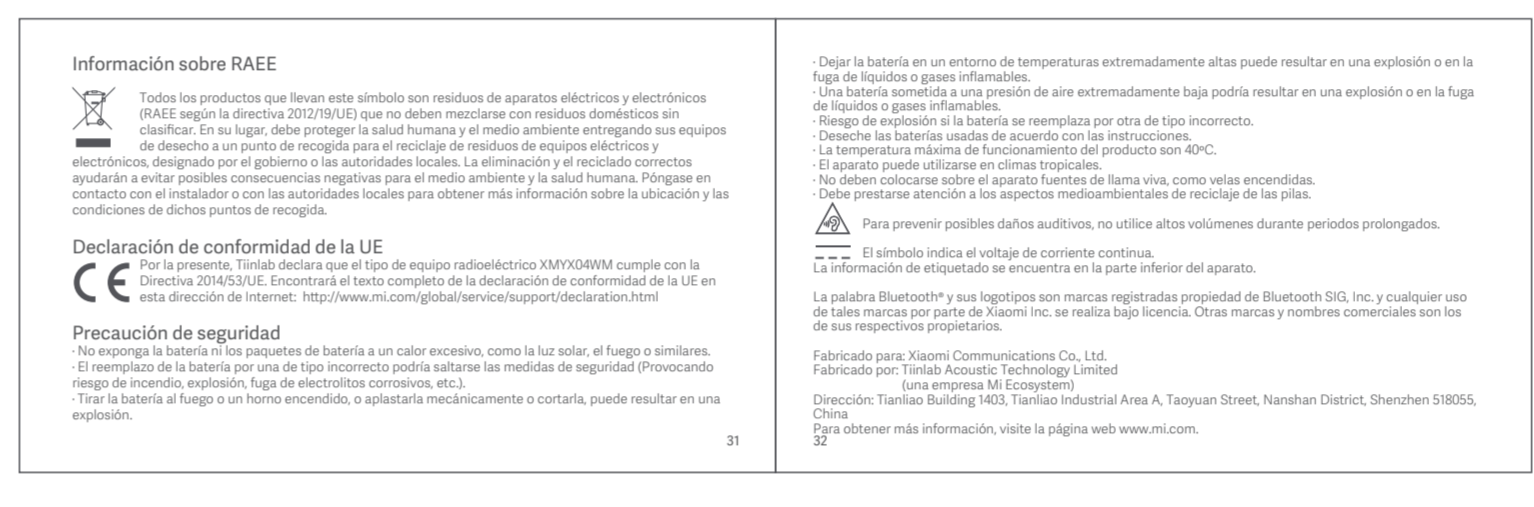 Información sobre RAEE
Todos los productos que llevan este símbolo son residuos de aparatos eléctricos y electrónicos
(RAEE según la directiva 2012/19/UE) que no deben mezclarse con residuos domésticos sin
clasificar. En su lugar, debe proteger la salud humana y el medio ambiente entregando sus equipos
de desecho a un punto de recogida para el reciclaje de residuos de equipos eléctricos y
electrónicos, designado por el gobierno o las autoridades locales. La eliminación y el reciclado correctos
ayudarán a evitar posibles consecuencias negativas para el medio ambiente y la salud humana. Póngase en
contacto con el instalador o con las autoridades locales para obtener más información sobre la ubicación y las
condiciones de dichos puntos de recogida.
Declaración de conformidad de la UE
CE
Por la presente, Tiinlab declara que el tipo de equipo radioeléctrico XMYX04WM cumple con la
Directiva 2014/53/UE. Encontrará el texto completo de la declaración de conformidad de la UE en
esta dirección de Internet: http://www.mi.com/global/service/support/declaration.html
Precaución de seguridad
· No exponga la batería ni los paquetes de batería a un calor excesivo, como la luz solar, el fuego o similares.
· El reemplazo de la batería por una de tipo incorrecto podría saltarse las medidas de seguridad (Provocando
riesgo de incendio, explosión, fuga de electrolitos corrosivos, etc.).
· Tirar la batería al fuego o un horno encendido, o aplastarla mecánicamente o cortarla, puede resultar en una
explosión.
31
· Dejar la batería en un entorno de temperaturas extremadamente altas puede resultar en una explosión o en la
fuga de líquidos o gases inflamables.
· Una batería sometida a una presión de aire extremadamente baja podría resultar en una explosión o en la fuga
de líquidos o gases inflamables.
· Riesgo de explosión si la batería se reemplaza por otra de tipo incorrecto.
· Deseche las baterías usadas de acuerdo con las instrucciones.
· La temperatura máxima de funcionamiento del producto son 40ºC.
· El aparato puede utilizarse en climas tropicales.
· No deben colocarse sobre el aparato fuentes de llama viva, como velas encendidas.
· Debe prestarse atención a los aspectos medioambientales de reciclaje de las pilas.
Para prevenir posibles daños auditivos, no utilice altos volúmenes durante periodos prolongados.
El símbolo indica el voltaje de corriente continua.
La información de etiquetado se encuentra en la parte inferior del aparato.
La palabra Bluetooth® y sus logotipos son marcas registradas propiedad de Bluetooth SIG, Inc. y cualquier uso
de tales marcas por parte de Xiaomi Inc. se realiza bajo licencia. Otras marcas y nombres comerciales son los
de sus respectivos propietarios.
Fabricado para: Xiaomi Communications Co., Ltd.
Fabricado por: Tiinlab Acoustic Technology Limited
(una empresa Mi Ecosystem)
Dirección: Tianliao Building 1403, Tianliao Industrial Area A, Taoyuan Street, Nanshan District, Shenzhen 518055,
China
Para obtener más información, visite la página web www.mi.com.
32